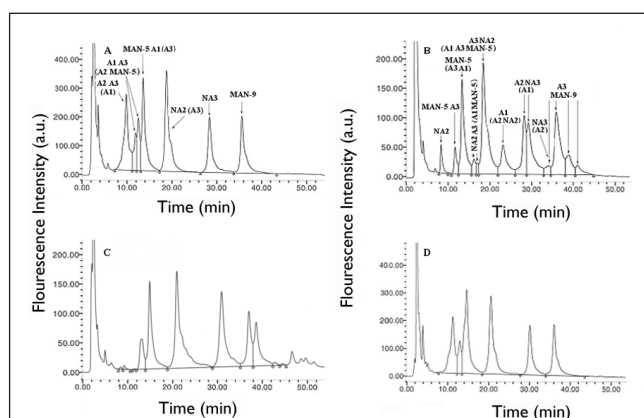 A
MAN-5 A1 (A3)
A1 A3
(A2 MAN-5)
A2 A3
(A1)
NA2 (A3)
NA3
MAN-9
400.00
300.00
200.00
100.00
0.00
0.00 10.00 20.00 30.00 40.00 50.00
Time (min)
Flourescence Intensity (a.u.)
B
A3 NA2
(A1 A3 MAN-5)
MAN-5
(A3 A1)
MAN-5 A3
NA2
NA2 A3 (A1MAN-5)
A1
(A2 NA2)
A2 NA3
(A1)
NA3
(A2)
A3
MAN-9
200.00
150.00
100.00
50.00
0.00
0.00 10.00 20.00 30.00 40.00 50.00
Time (min)
Flourescence Intensity (a.u.)
C
200.00
150.00
100.00
50.00
0.00
0.00 10.00 20.00 30.00 40.00 50.00
Time (min)
D
400.00
300.00
200.00
100.00
0.00
0.00 10.00 20.00 30.00 40.00 50.00
Time (min)